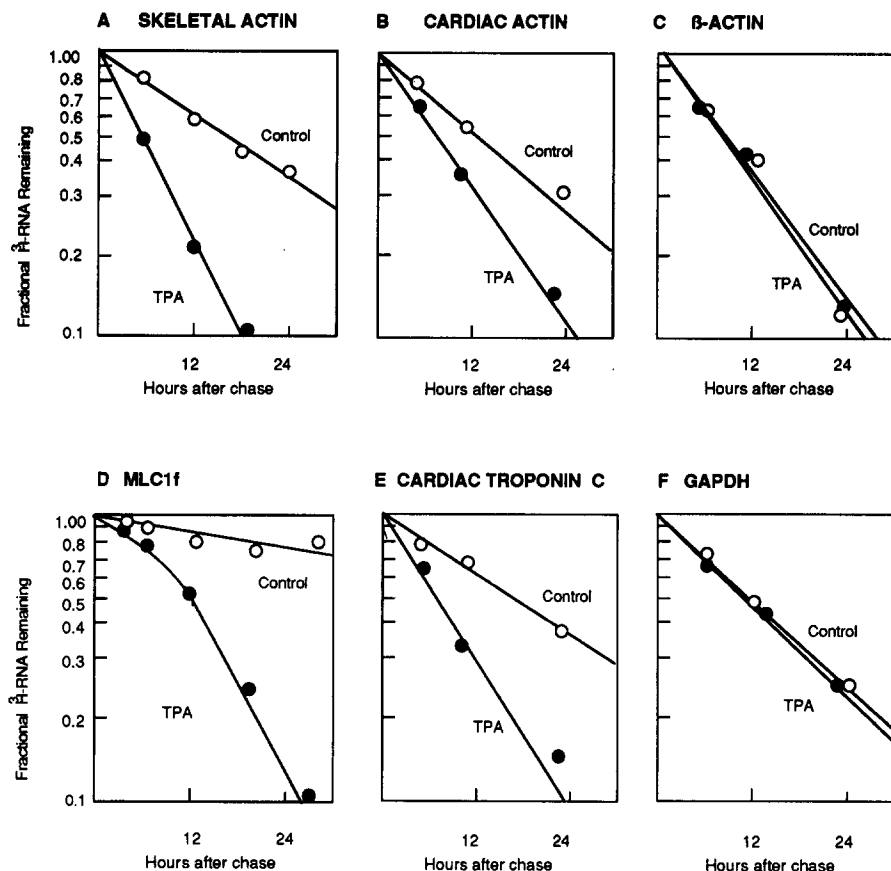 A SKELETAL ACTIN
B CARDIAC ACTIN
C β-ACTIN
Fractional ³H-RNA Remaining
1.00
0.8
0.7
0.6
0.5
0.4
0.3
0.2
0.1
Control
TPA
Control
TPA
Control
TPA
12 24
12 24
12 24
Hours after chase
Hours after chase
Hours after chase
D MLC1f
E CARDIAC TROPONIN C
F GAPDH
Fractional ³H-RNA Remaining
1.00
0.8
0.7
0.6
0.5
0.4
0.3
0.2
0.1
Control
TPA
Control
TPA
Control
TPA
12 24
12 24
12 24
Hours after chase
Hours after chase
Hours after chase